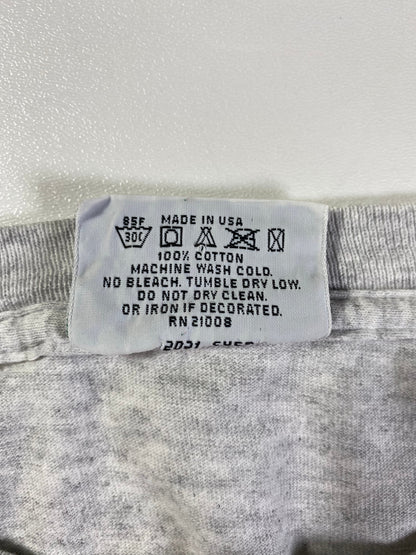 85F MADE IN USA
30C
100% COTTON
MACHINE WASH COLD.
NO BLEACH. TUMBLE DRY LOW.
DO NOT DRY CLEAN.
OR IRON IF DECORATED.
RN 21008